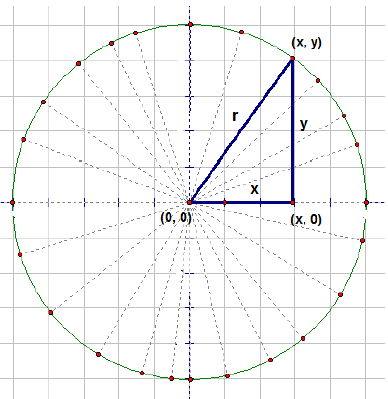 (x, y)
r
y
x
(0, 0)
(x, 0)